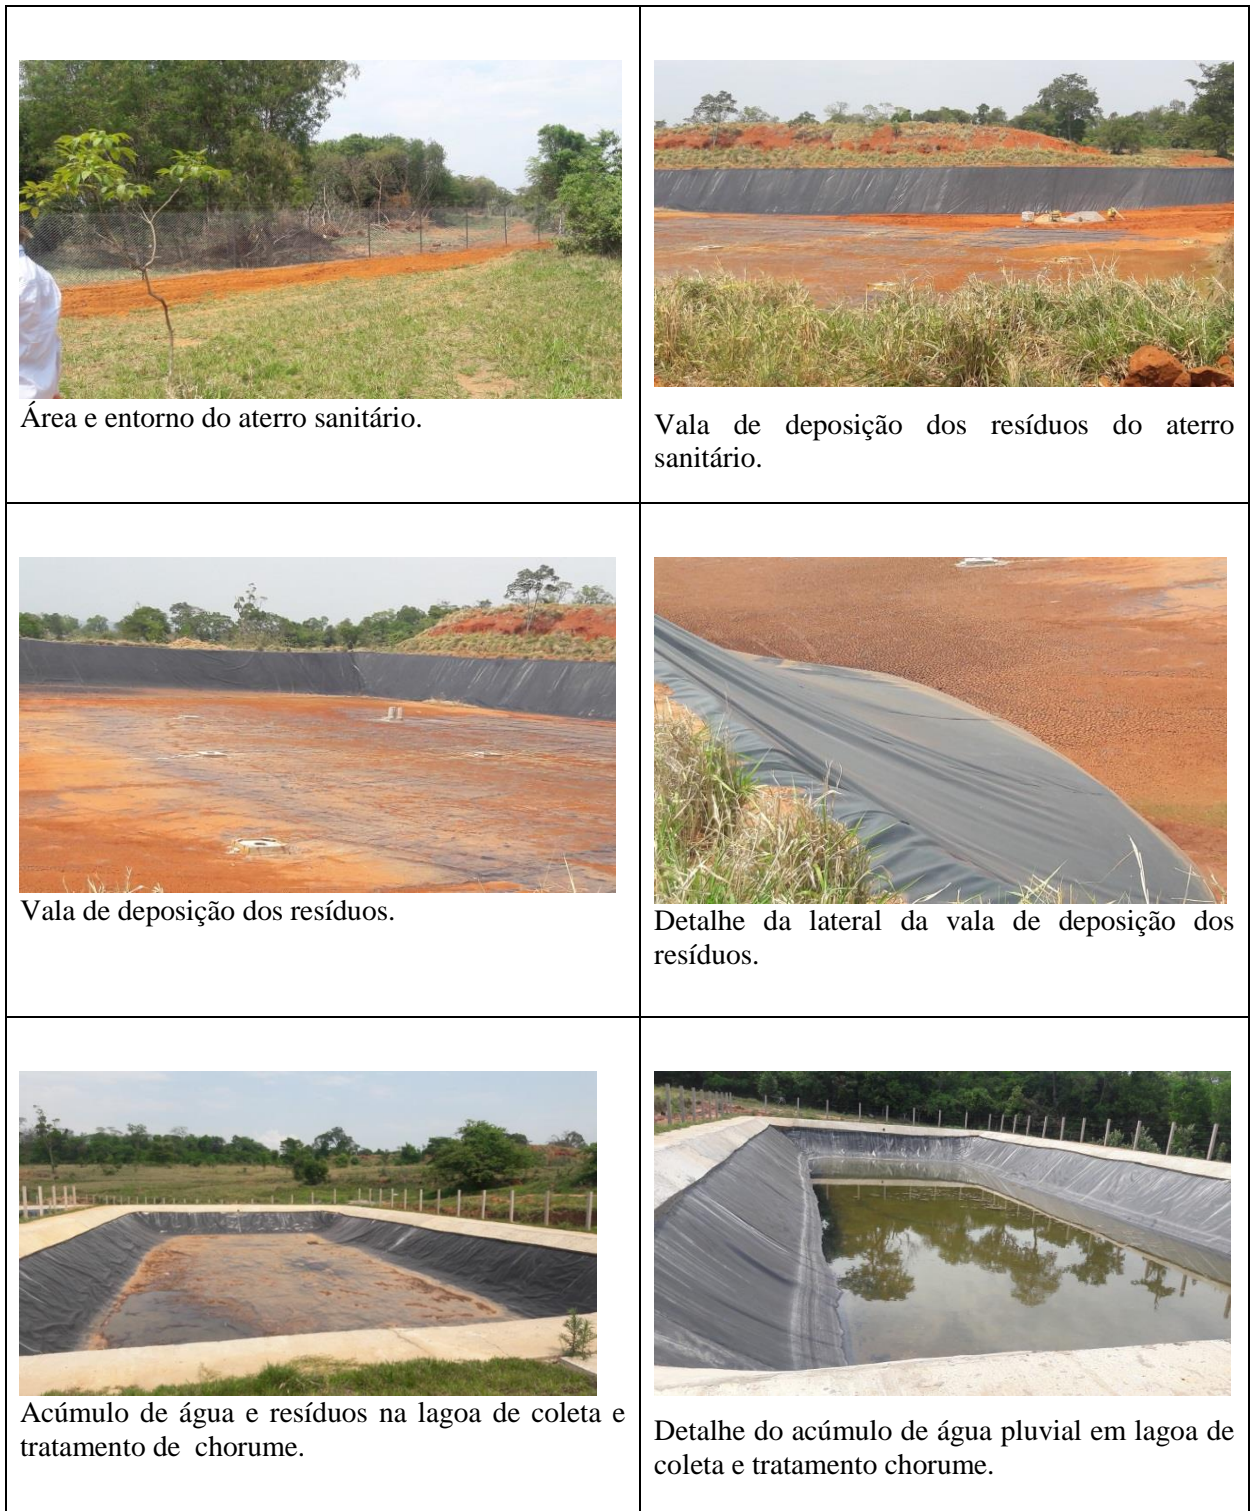 Área e entorno do aterro sanitário.
Vala de deposição dos resíduos do aterro
sanitário.
Vala de deposição dos resíduos.
Detalhe da lateral da vala de deposição dos
resíduos.
Acúmulo de água e resíduos na lagoa de coleta e
tratamento de chorume.
Detalhe do acúmulo de água pluvial em lagoa de
coleta e tratamento chorume.